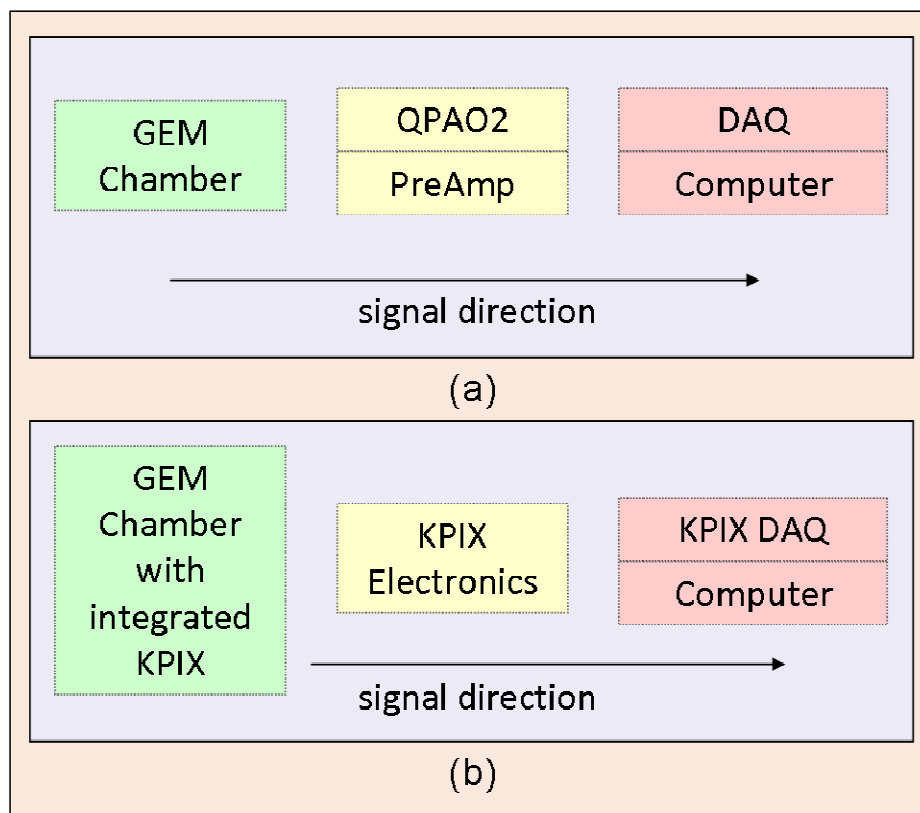 GEM
Chamber
QPAO2
PreAmp
DAQ
Computer
signal direction
(a)
GEM
Chamber
with
integrated
KPIX
KPIX
Electronics
KPIX DAQ
Computer
signal direction
(b)